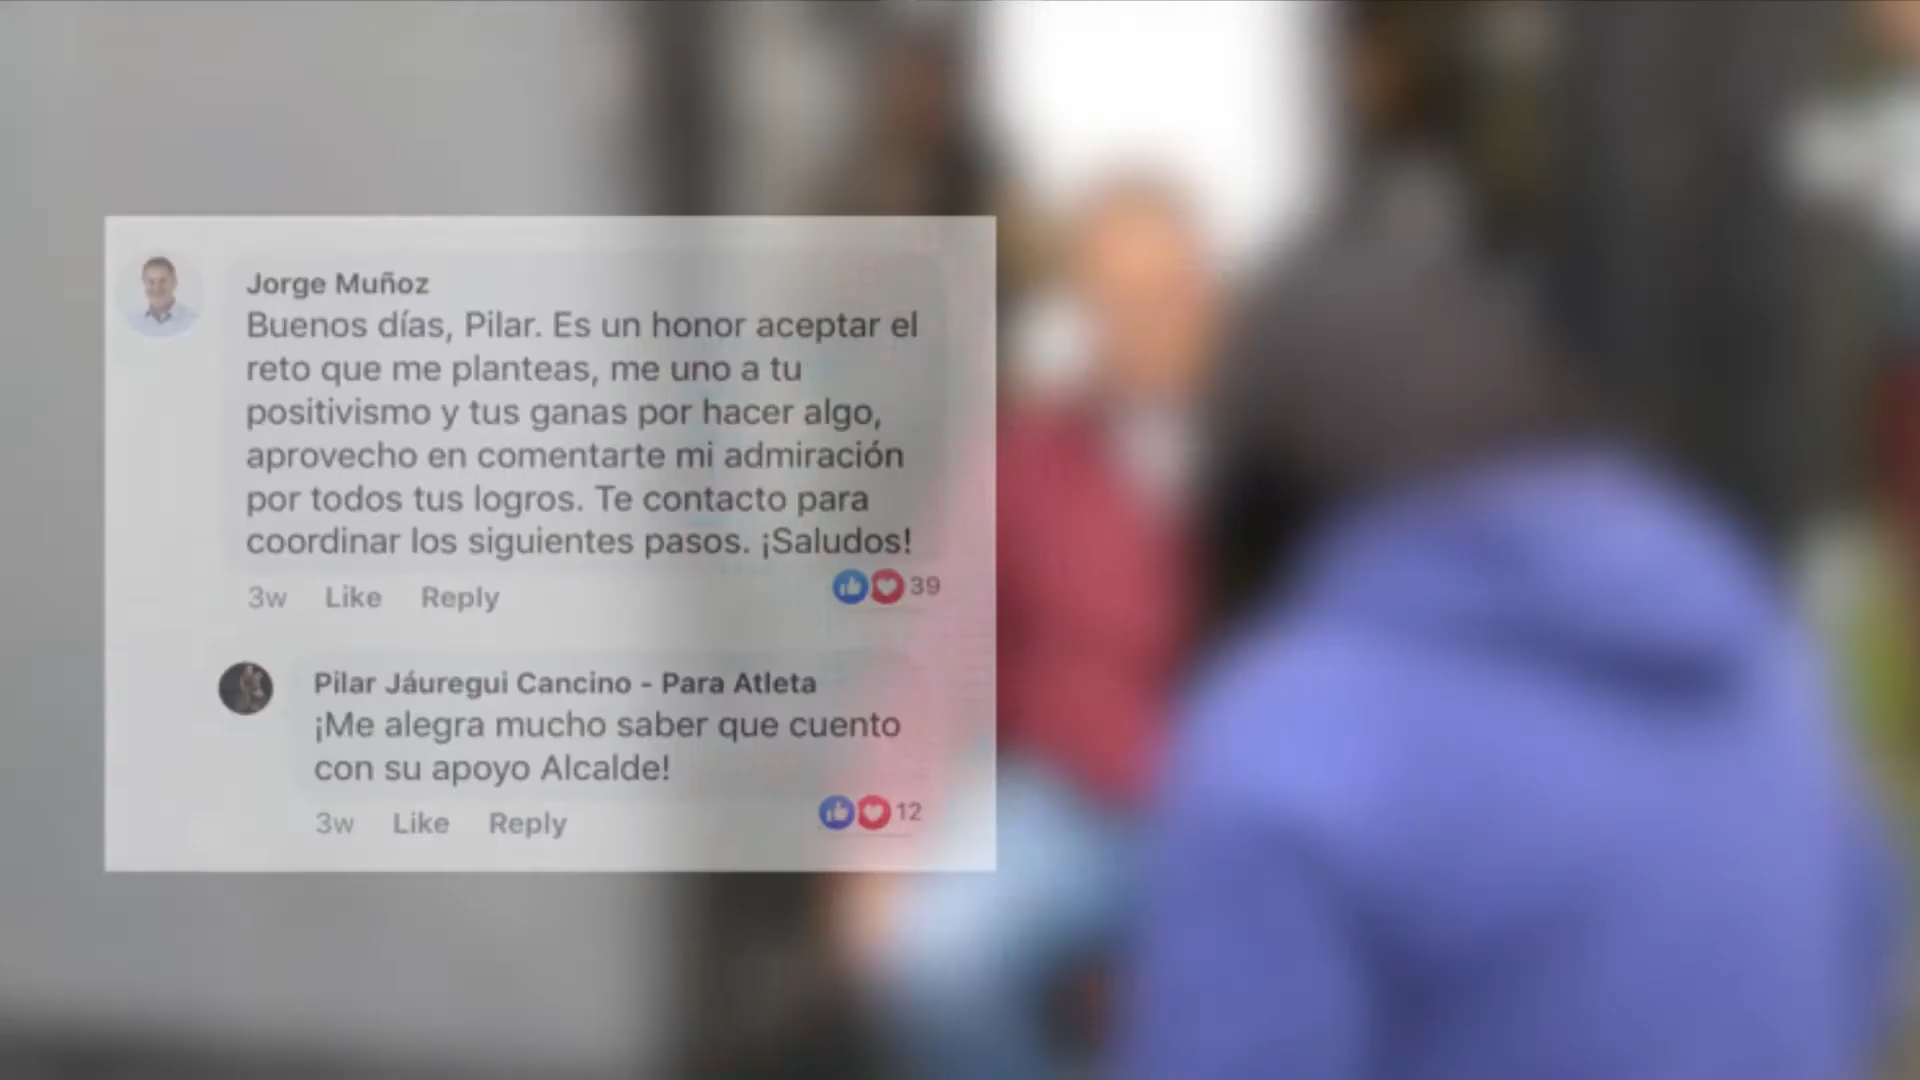 Jorge Muñoz
Buenos días, Pilar. Es un honor aceptar el
reto que me planteas, me uno a tu
positivismo y tus ganas por hacer algo,
aprovecho en comentarte mi admiración
por todos tus logros. Te contacto para
coordinar los siguientes pasos. ¡Saludos!
3w Like Reply 39
Pilar Jáuregui Cancino - Para Atleta
¡Me alegra mucho saber que cuento
con su apoyo Alcalde!
3w Like Reply 12